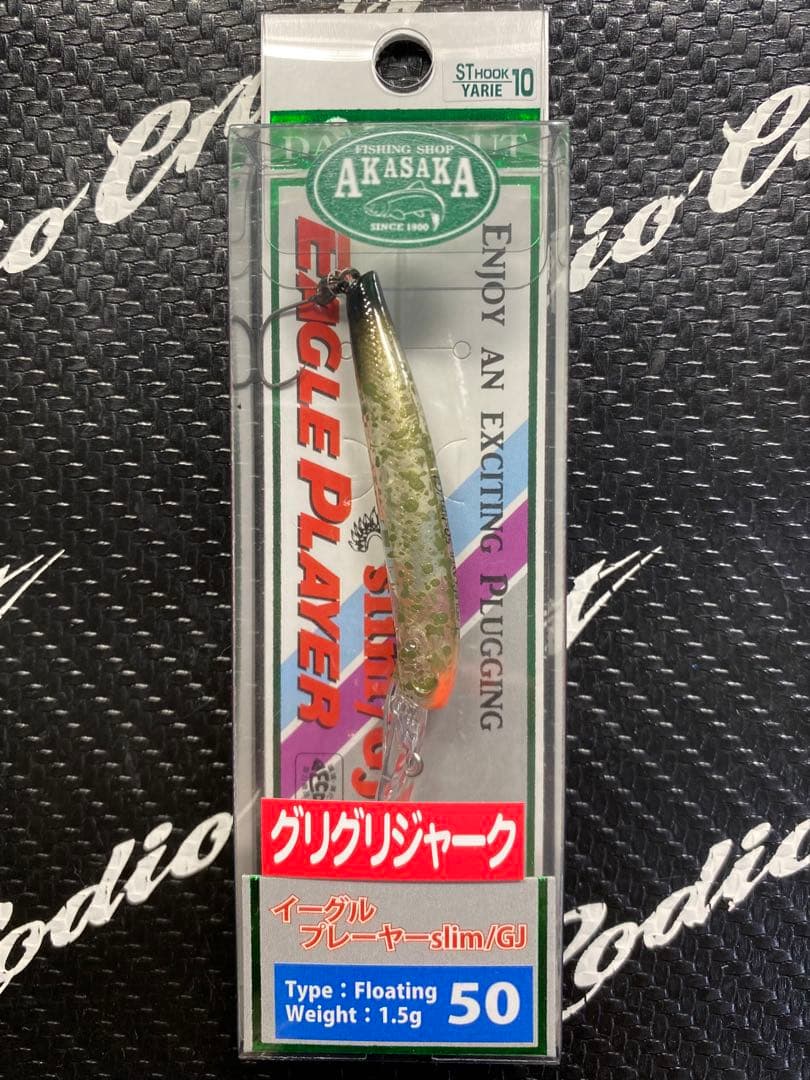 ST HOOK 10
YARIE
FISHING SHOP
AKASAKA
SINCE 1900
ENJOY AN EXCITING PLUGGING
EAGLE PLAYER
slim/GJ
グリグリジャーク
イーグル
プレーヤーslim/GJ
Type：Floating
Weight：1.5g
50